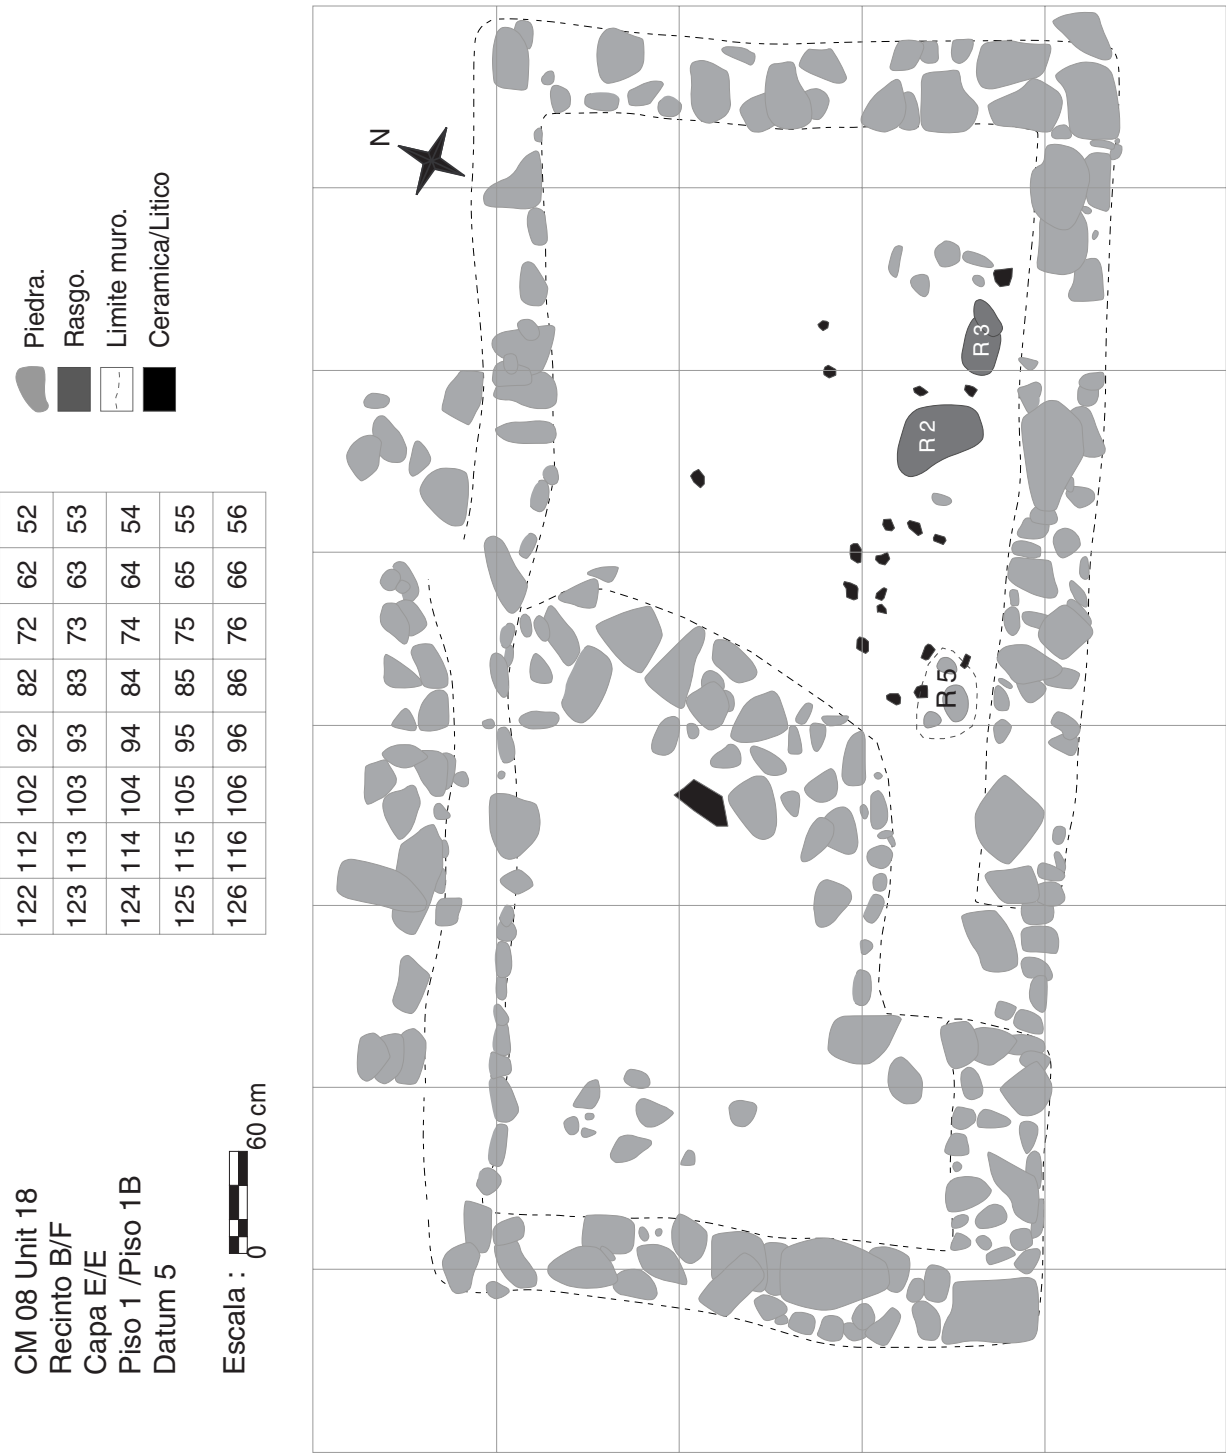 CM 08 Unit 18
Recinto B/F
Capa E/E
Piso 1 /Piso 1B
Datum 5
Escala :
0 60 cm
122 112 102 92 82 72 62 52
123 113 103 93 83 73 63 53
124 114 104 94 84 74 64 54
125 115 105 95 85 75 65 55
126 116 106 96 86 76 66 56
Piedra.
Rasgo.
Limite muro.
Ceramica/Litico
N
R 5
R 2
R 3